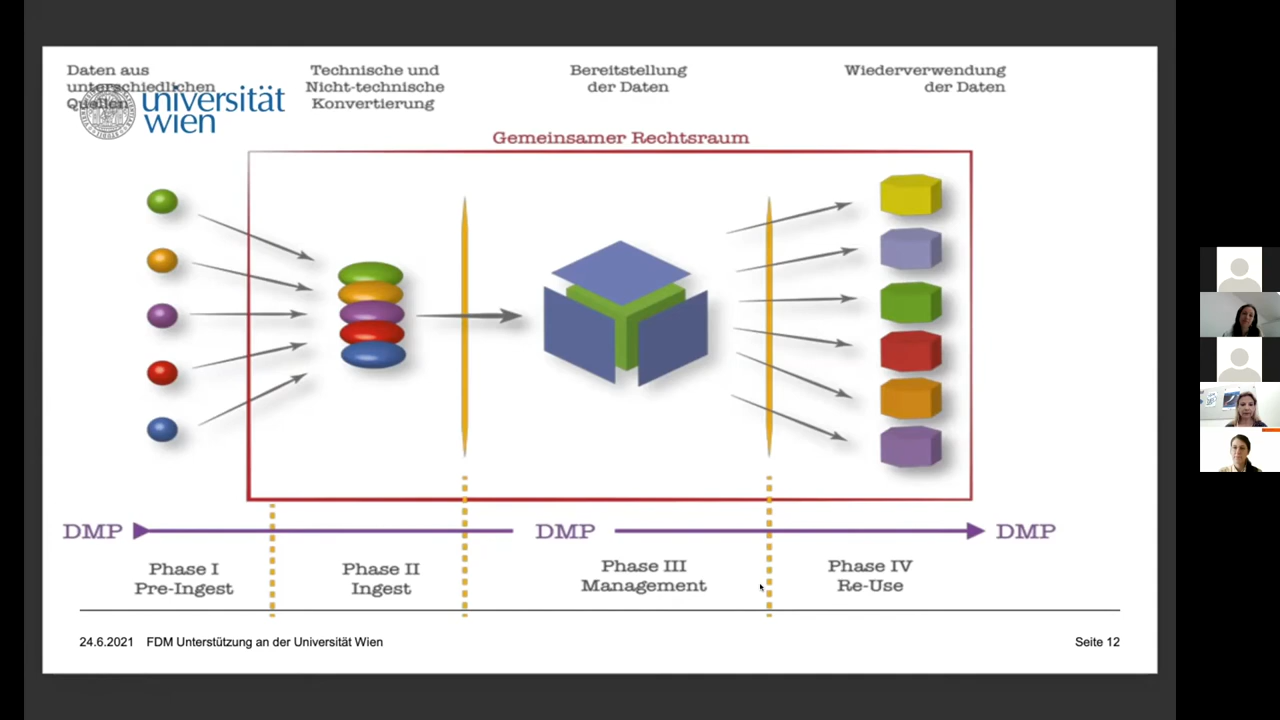 Daten aus
unterschiedlichen
Quellen
universität
wien
Technische und
Nicht-technische
Konvertierung
Bereitstellung
der Daten
Wiederverwendung
der Daten
Gemeinsamer Rechtsraum
DMP
DMP
DMP
Phase I
Pre-Ingest
Phase II
Ingest
Phase III
Management
Phase IV
Re-Use
24.6.2021 FDM Unterstützung an der Universität Wien
Seite 12